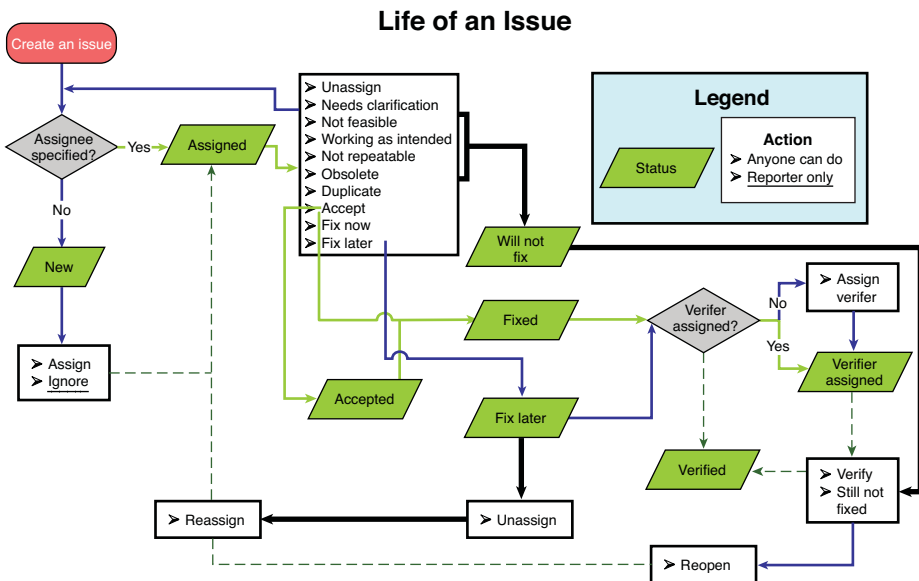 Life of an Issue
Create an issue
Assignee
specified?
Yes
Assigned
No
New
➢ Assign
➢ Ignore
➢ Unassign
➢ Needs clarification
➢ Not feasible
➢ Working as intended
➢ Not repeatable
➢ Obsolete
➢ Duplicate
➢ Accept
➢ Fix now
➢ Fix later
Legend
Status
Action
➢ Anyone can do
➢ Reporter only
Will not
fix
Fixed
Accepted
Fix later
Verifer
assigned?
No
Yes
➢ Assign
verifer
Verifier
assigned
Verified
➢ Verify
➢ Still not
fixed
➢ Reassign
➢ Unassign
➢ Reopen